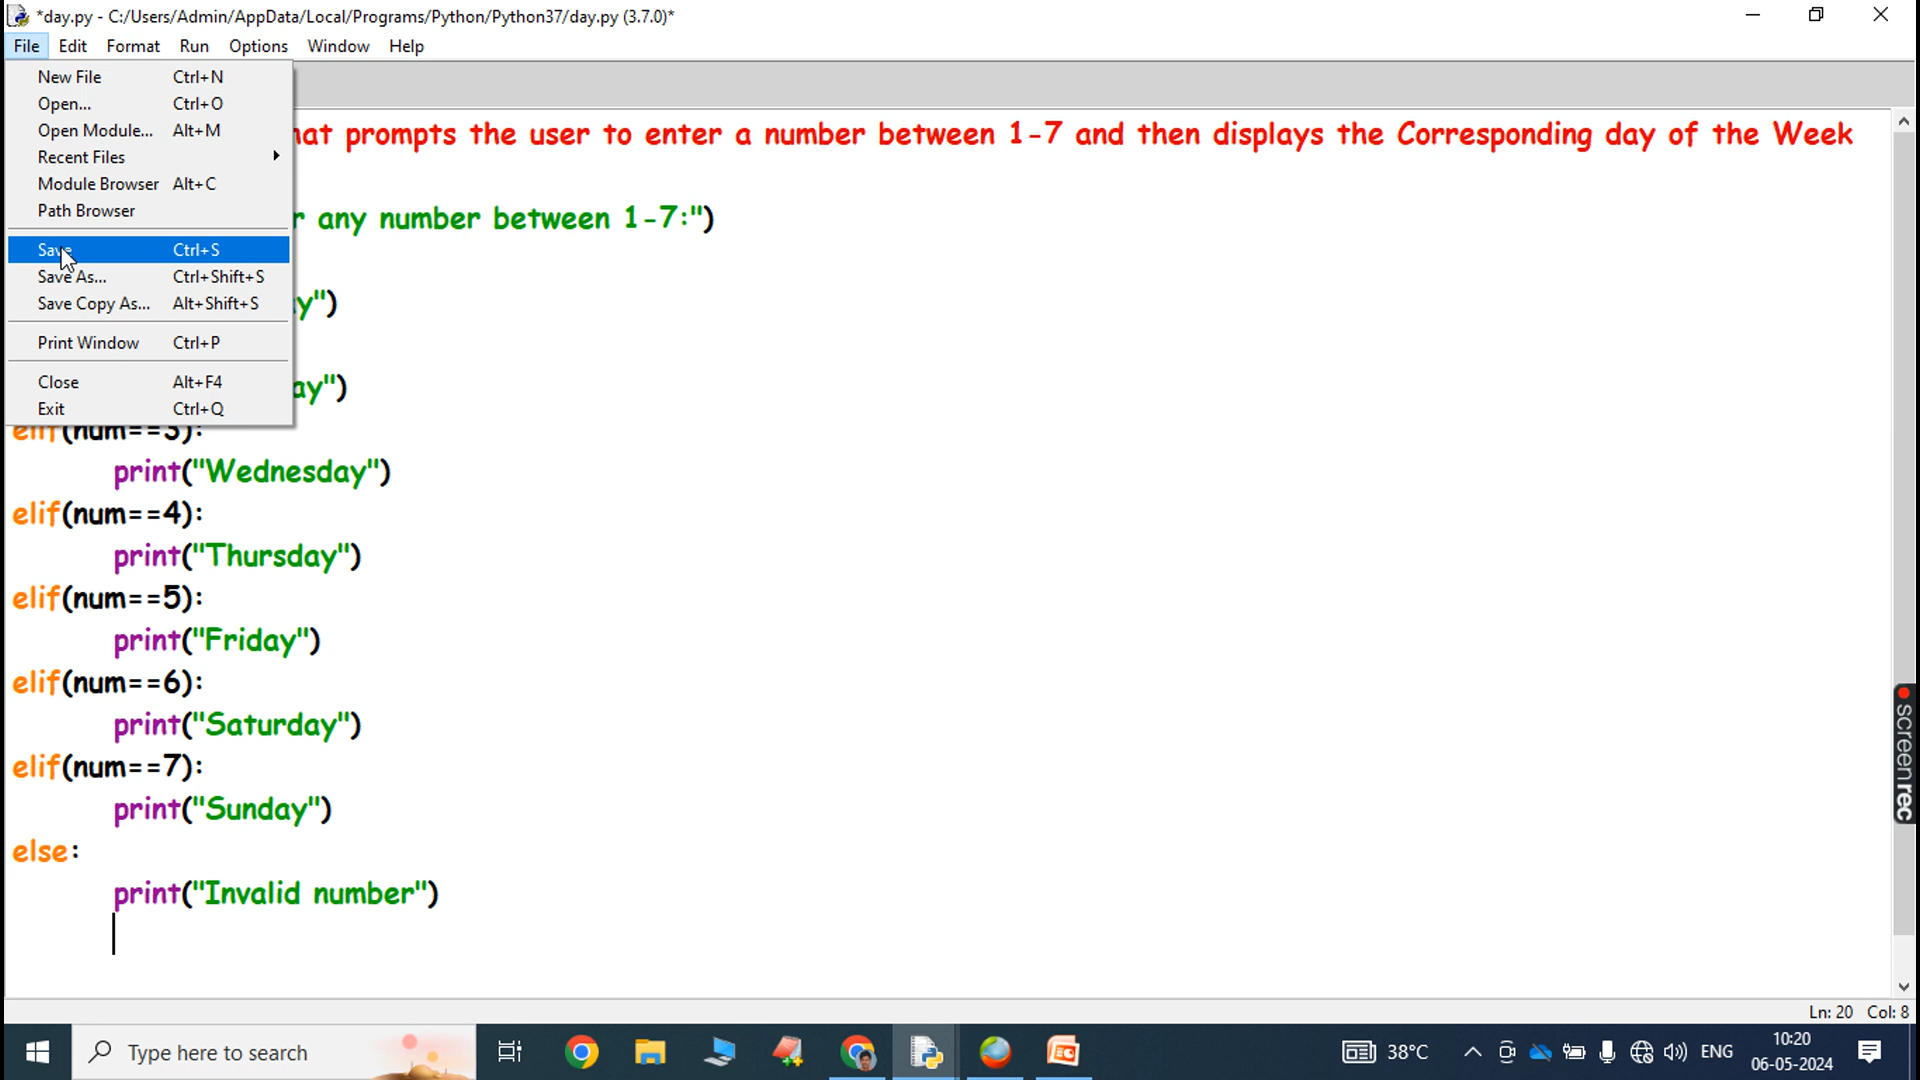 *day.py - C:/Users/Admin/AppData/Local/Programs/Python/Python37/day.py (3.7.0)*
File Edit Format Run Options Window Help
New File Ctrl+N
Open... Ctrl+O
Open Module... Alt+M
Recent Files
Module Browser Alt+C
Path Browser
Save Ctrl+S
Save As... Ctrl+Shift+S
Save Copy As... Alt+Shift+S
Print Window Ctrl+P
Close Alt+F4
Exit Ctrl+Q
hat prompts the user to enter a number between 1-7 and then displays the Corresponding day of the Week
r any number between 1-7:")
y")
ay")
elif(num==3):
print("Wednesday")
elif(num==4):
print("Thursday")
elif(num==5):
print("Friday")
elif(num==6):
print("Saturday")
elif(num==7):
print("Sunday")
else:
print("Invalid number")
screenrec
Ln: 20 Col: 8
Type here to search
38°C
ENG
10:20
06-05-2024